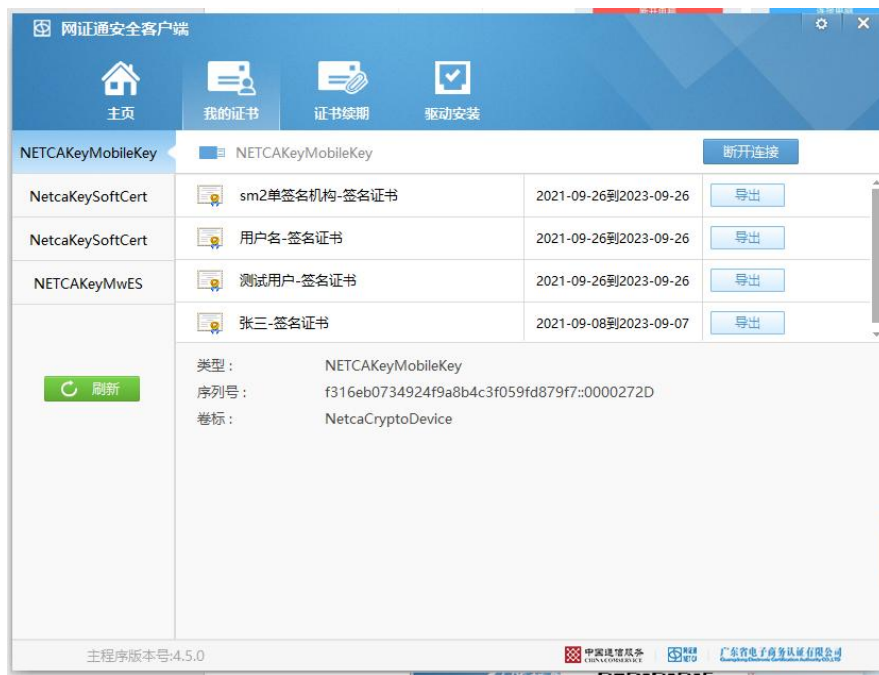 网证通安全客户端
主页
我的证书
证书续期
驱动安装
NETCAKeyMobileKey
NETCAKeyMobileKey
断开连接
NetcaKeySoftCert
sm2单签名机构-签名证书 2021-09-26到2023-09-26 导出
NetcaKeySoftCert
用户名-签名证书 2021-09-26到2023-09-26 导出
NETCAKeyMwES
测试用户-签名证书 2021-09-26到2023-09-26 导出
张三-签名证书 2021-09-08到2023-09-07 导出
刷新
类型： NETCAKeyMobileKey
序列号： f316eb0734924f9a8b4c3f059fd879f7::0000272D
卷标： NetcaCryptoDevice
主程序版本号:4.5.0
中国通信服务
CHINA COMSERVICE
广东省电子商务认证有限公司